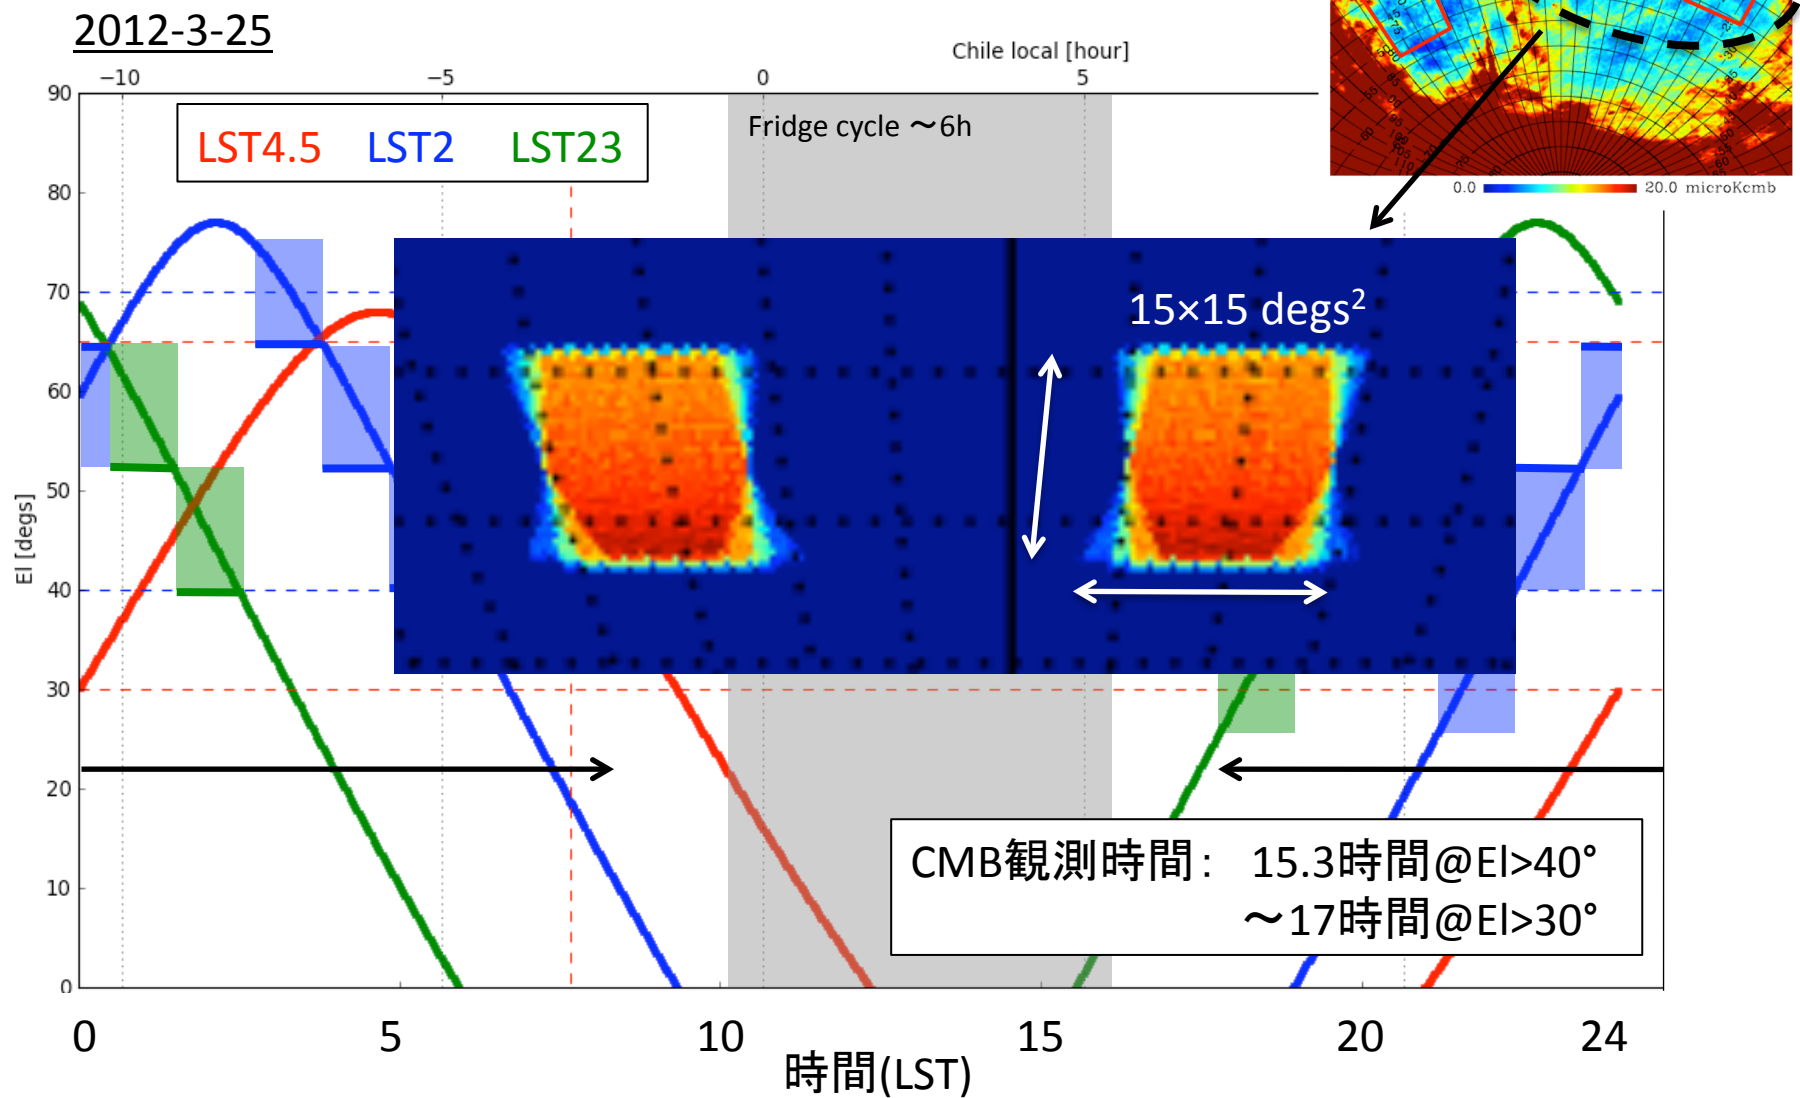 2012-3-25
Chile local [hour]
−10 −5 0 5
90
80
70
60
50
40
30
20
10
0
El [degs]
LST4.5 LST2 LST23
Fridge cycle ～6h
0.0 20.0 microKcmb
15×15 degs²
CMB観測時間： 15.3時間@El>40°
～17時間@El>30°
0 5 10 15 20 24
時間(LST)